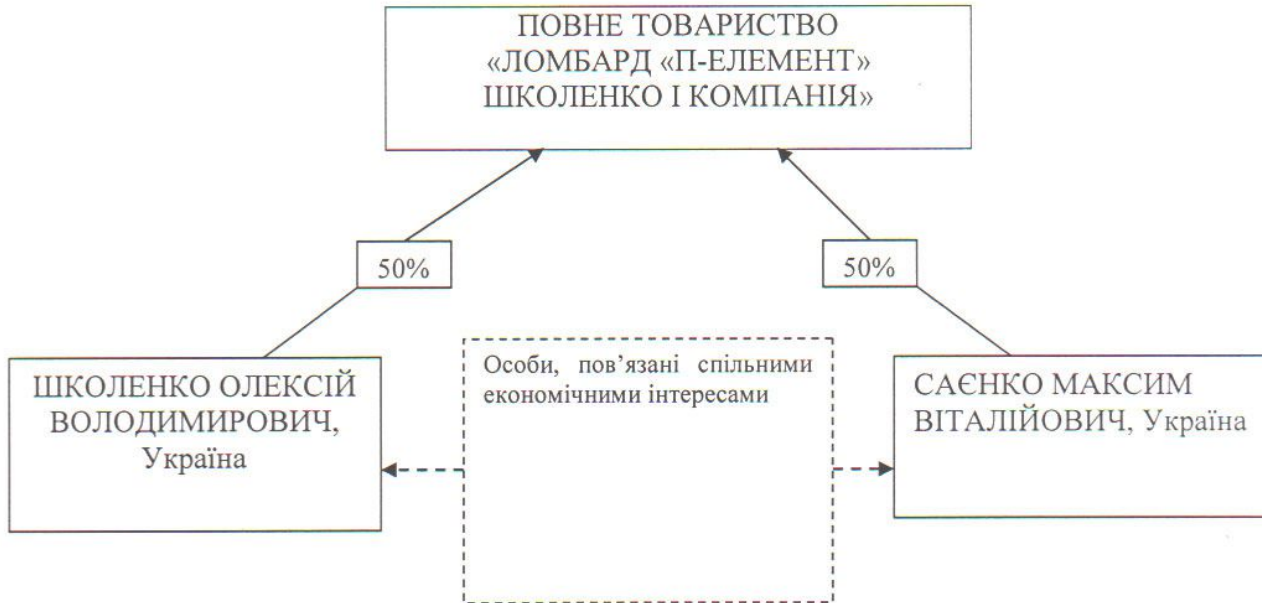 ПОВНЕ ТОВАРИСТВО
«ЛОМБАРД «П-ЕЛЕМЕНТ»
ШКОЛЕНКО І КОМПАНІЯ»
50%
50%
ШКОЛЕНКО ОЛЕКСІЙ
ВОЛОДИМИРОВИЧ,
Україна
Особи, пов’язані спільними
економічними інтересами
САЄНКО МАКСИМ
ВІТАЛІЙОВИЧ, Україна